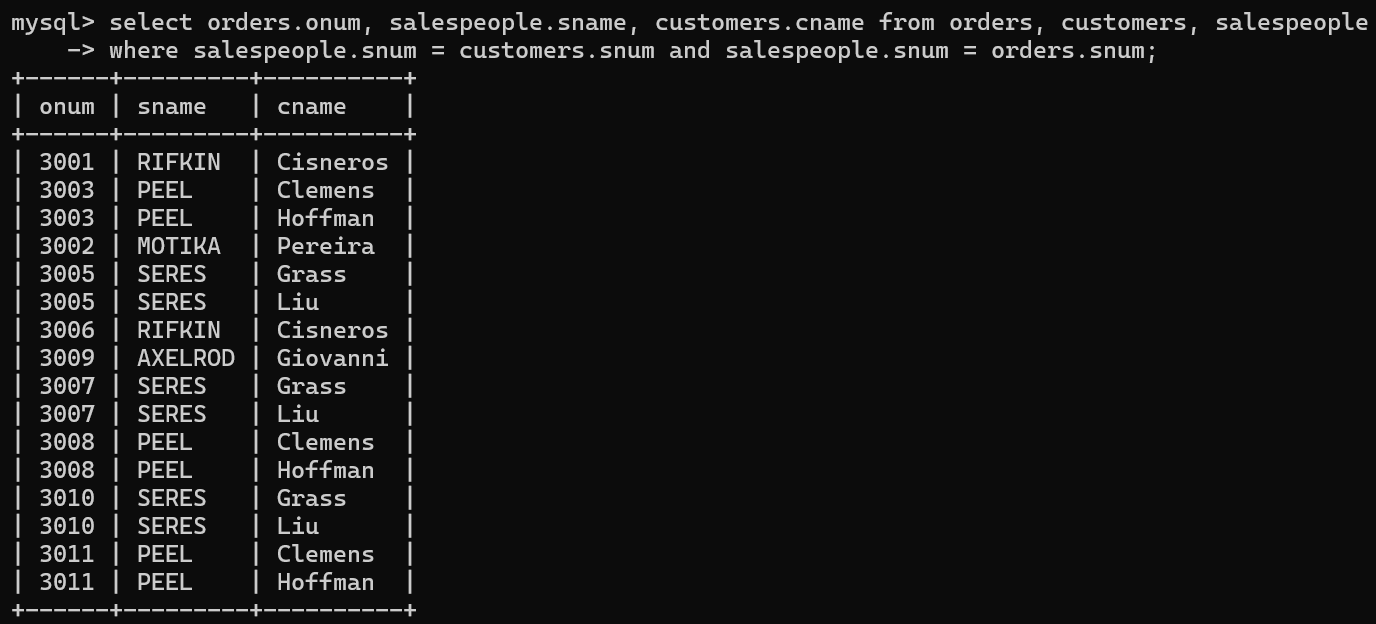 mysql> select orders.onum, salespeople.sname, customers.cname from orders, customers, salespeople
    -> where salespeople.snum = customers.snum and salespeople.snum = orders.snum;
+------+---------+----------+
| onum | sname   | cname    |
+------+---------+----------+
| 3001 | RIFKIN  | Cisneros |
| 3003 | PEEL    | Clemens  |
| 3003 | PEEL    | Hoffman  |
| 3002 | MOTIKA  | Pereira  |
| 3005 | SERES   | Grass    |
| 3005 | SERES   | Liu      |
| 3006 | RIFKIN  | Cisneros |
| 3009 | AXELROD | Giovanni |
| 3007 | SERES   | Grass    |
| 3007 | SERES   | Liu      |
| 3008 | PEEL    | Clemens  |
| 3008 | PEEL    | Hoffman  |
| 3010 | SERES   | Grass    |
| 3010 | SERES   | Liu      |
| 3011 | PEEL    | Clemens  |
| 3011 | PEEL    | Hoffman  |
+------+---------+----------+